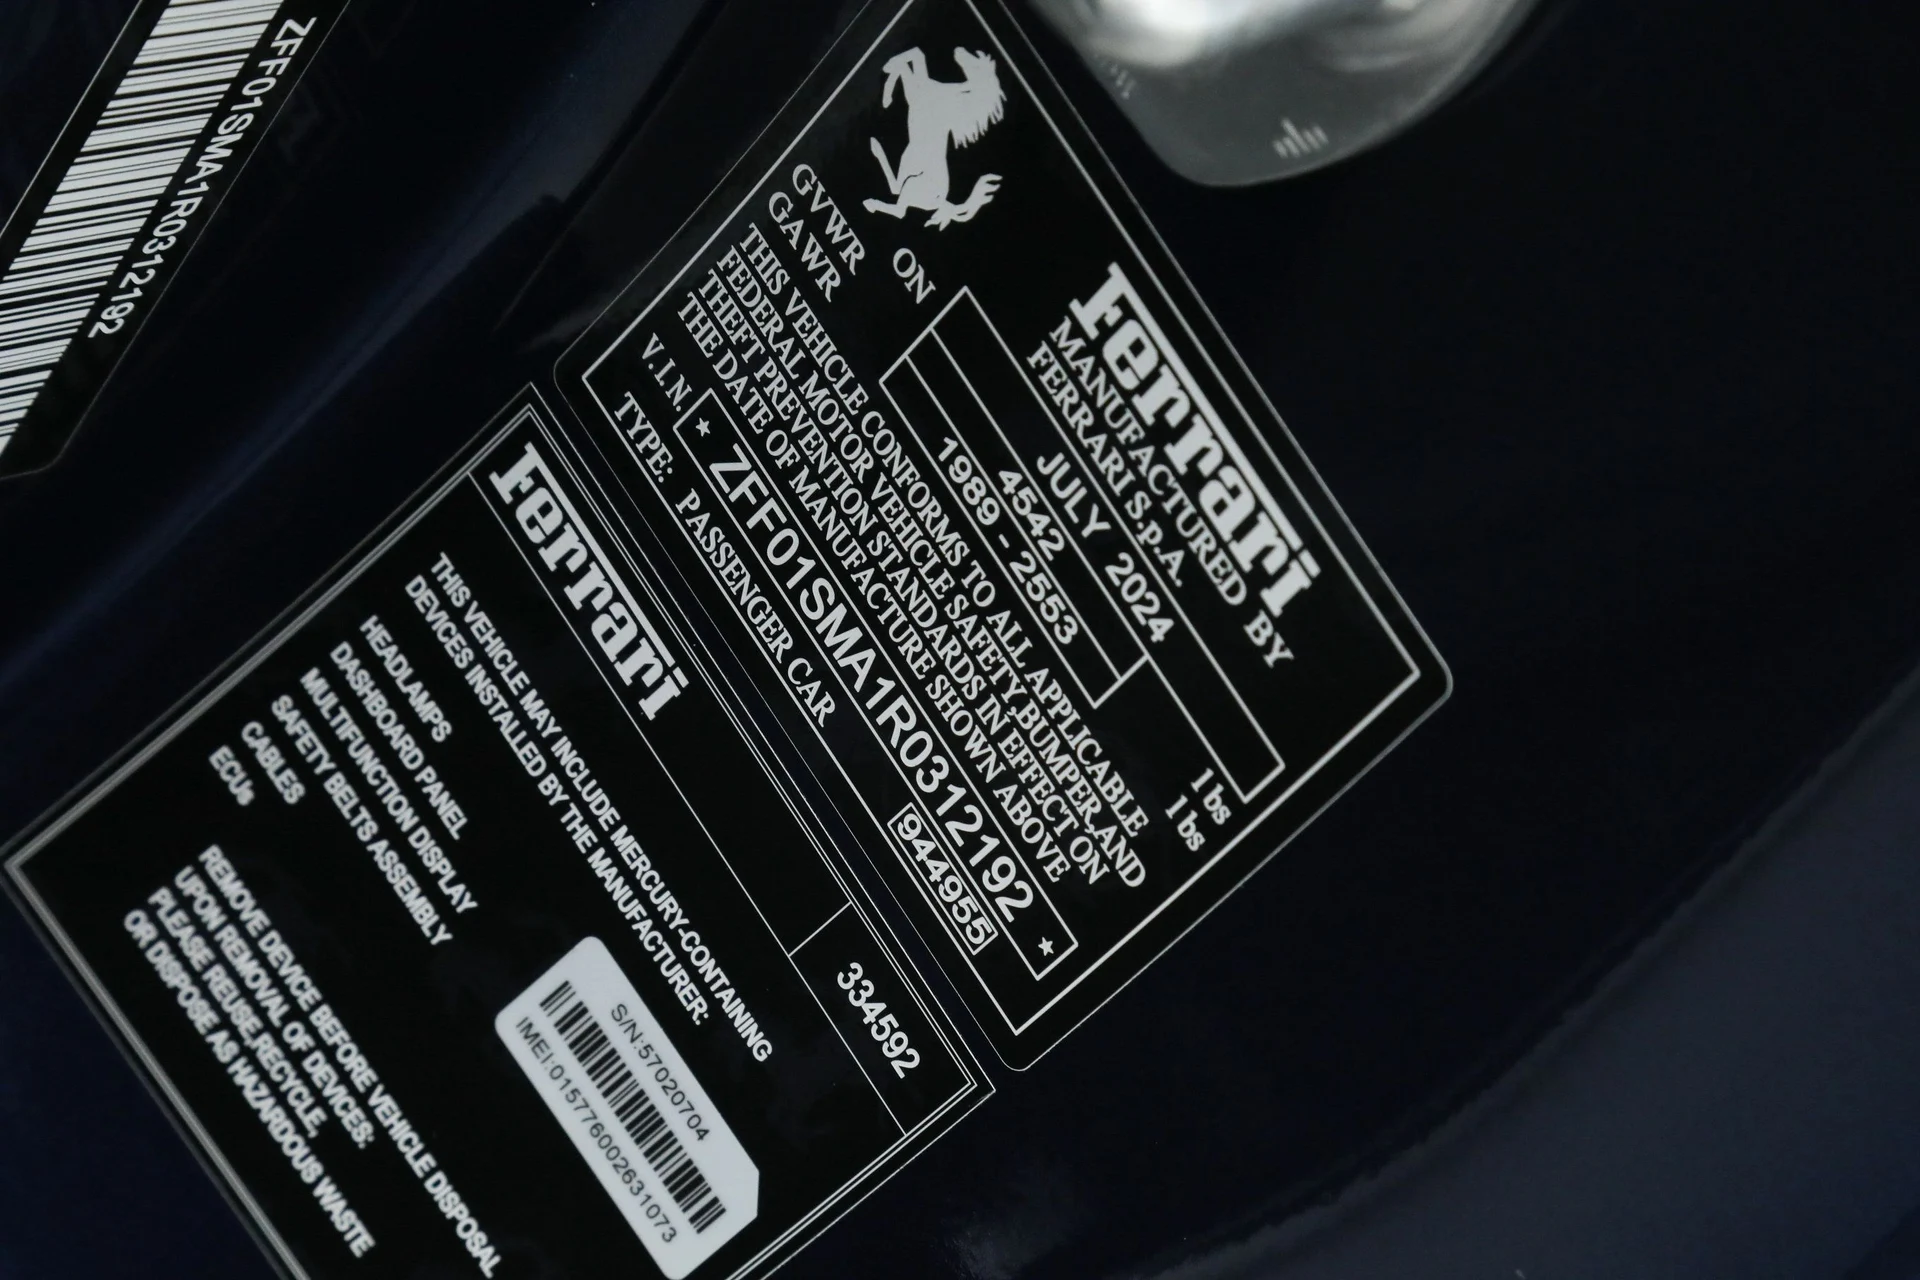 ZFF01SMA1R0312192
Ferrari
MANUFACTURED BY
FERRARI S.P.A.
ON JULY 2024
GVWR 4542 lbs
GAWR 1989 - 2553 lbs
THIS VEHICLE CONFORMS TO ALL APPLICABLE
FEDERAL MOTOR VEHICLE SAFETY,BUMPER,AND
THEFT PREVENTION STANDARDS IN EFFECT ON
THE DATE OF MANUFACTURE SHOWN ABOVE
V.I.N. ★ ZFF01SMA1R0312192 ★
TYPE: PASSENGER CAR 944955
Ferrari 334592
THIS VEHICLE MAY INCLUDE MERCURY-CONTAINING
DEVICES INSTALLED BY THE MANUFACTURER:
HEADLAMPS
DASHBOARD PANEL
MULTIFUNCTION DISPLAY
SAFETY BELTS ASSEMBLY
CABLES
ECUs
S/N:57020704
IMEI:015776002631073
REMOVE DEVICE BEFORE VEHICLE DISPOSAL
UPON REMOVAL OF DEVICES:
PLEASE REUSE,RECYCLE,
OR DISPOSE AS HAZARDOUS WASTE